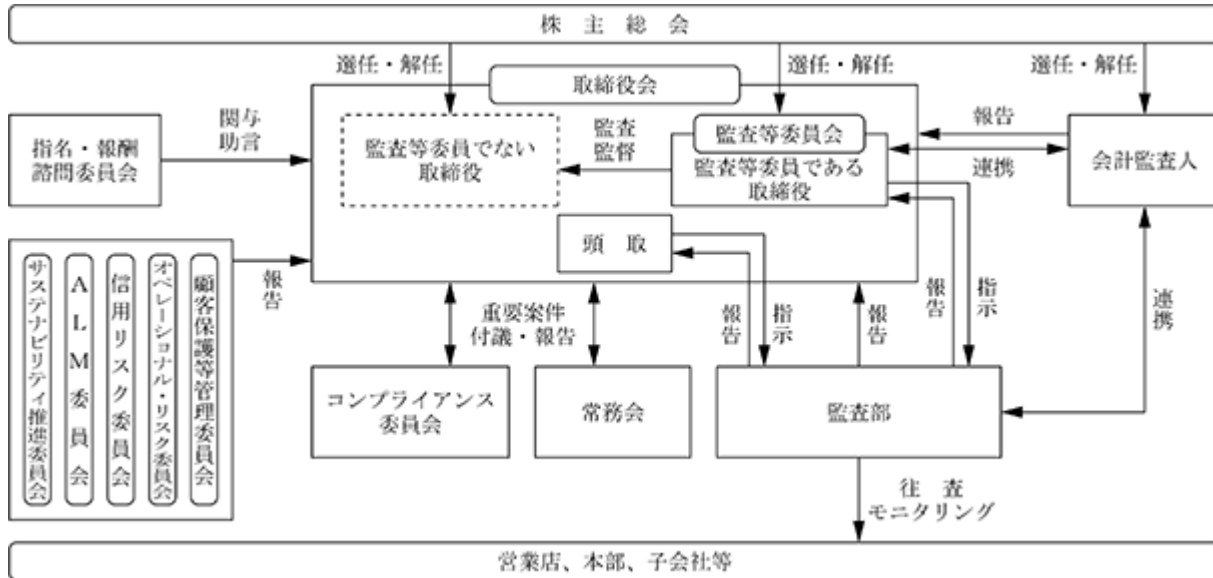 株主総会
選任・解任
選任・解任
選任・解任
取締役会
関与
助言
指名・報酬
諮問委員会
監査等委員でない
取締役
監査
監督
監査等委員会
監査等委員である
取締役
報告
連携
会計監査人
頭取
サステナビリティ推進委員会
ALM委員会
信用リスク委員会
オペレーショナル・リスク委員会
顧客保護等管理委員会
報告
重要案件
付議・報告
報告
指示
報告
報告
指示
連携
コンプライアンス
委員会
常務会
監査部
往査
モニタリング
営業店、本部、子会社等